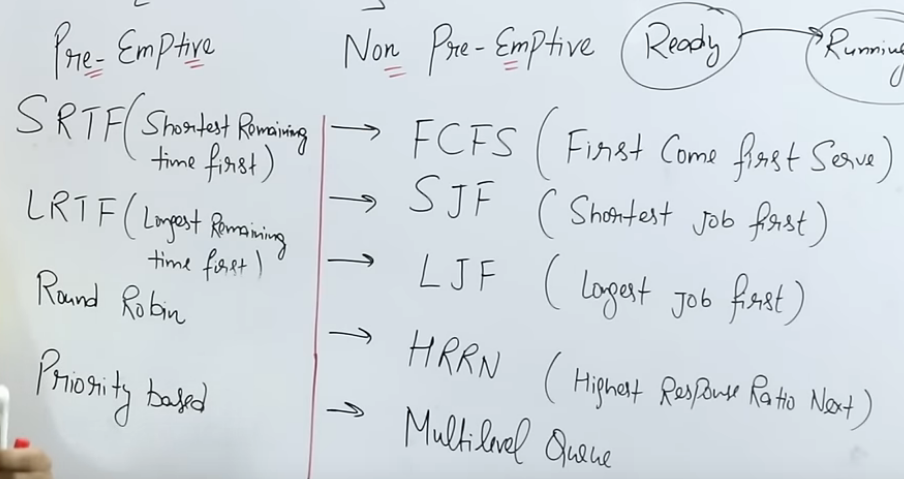 Pre-Emptive
SRTF (Shortest Remaining
time first)
LRTF (Longest Remaining
time first)
Round Robin
Priority based
Non Pre-Emptive
→ FCFS (First Come first Serve)
→ SJF (Shortest Job first)
→ LJF (Longest Job first)
→ HRRN (Highest Response Ratio Next)
→ Multilevel Queue
Ready → Running